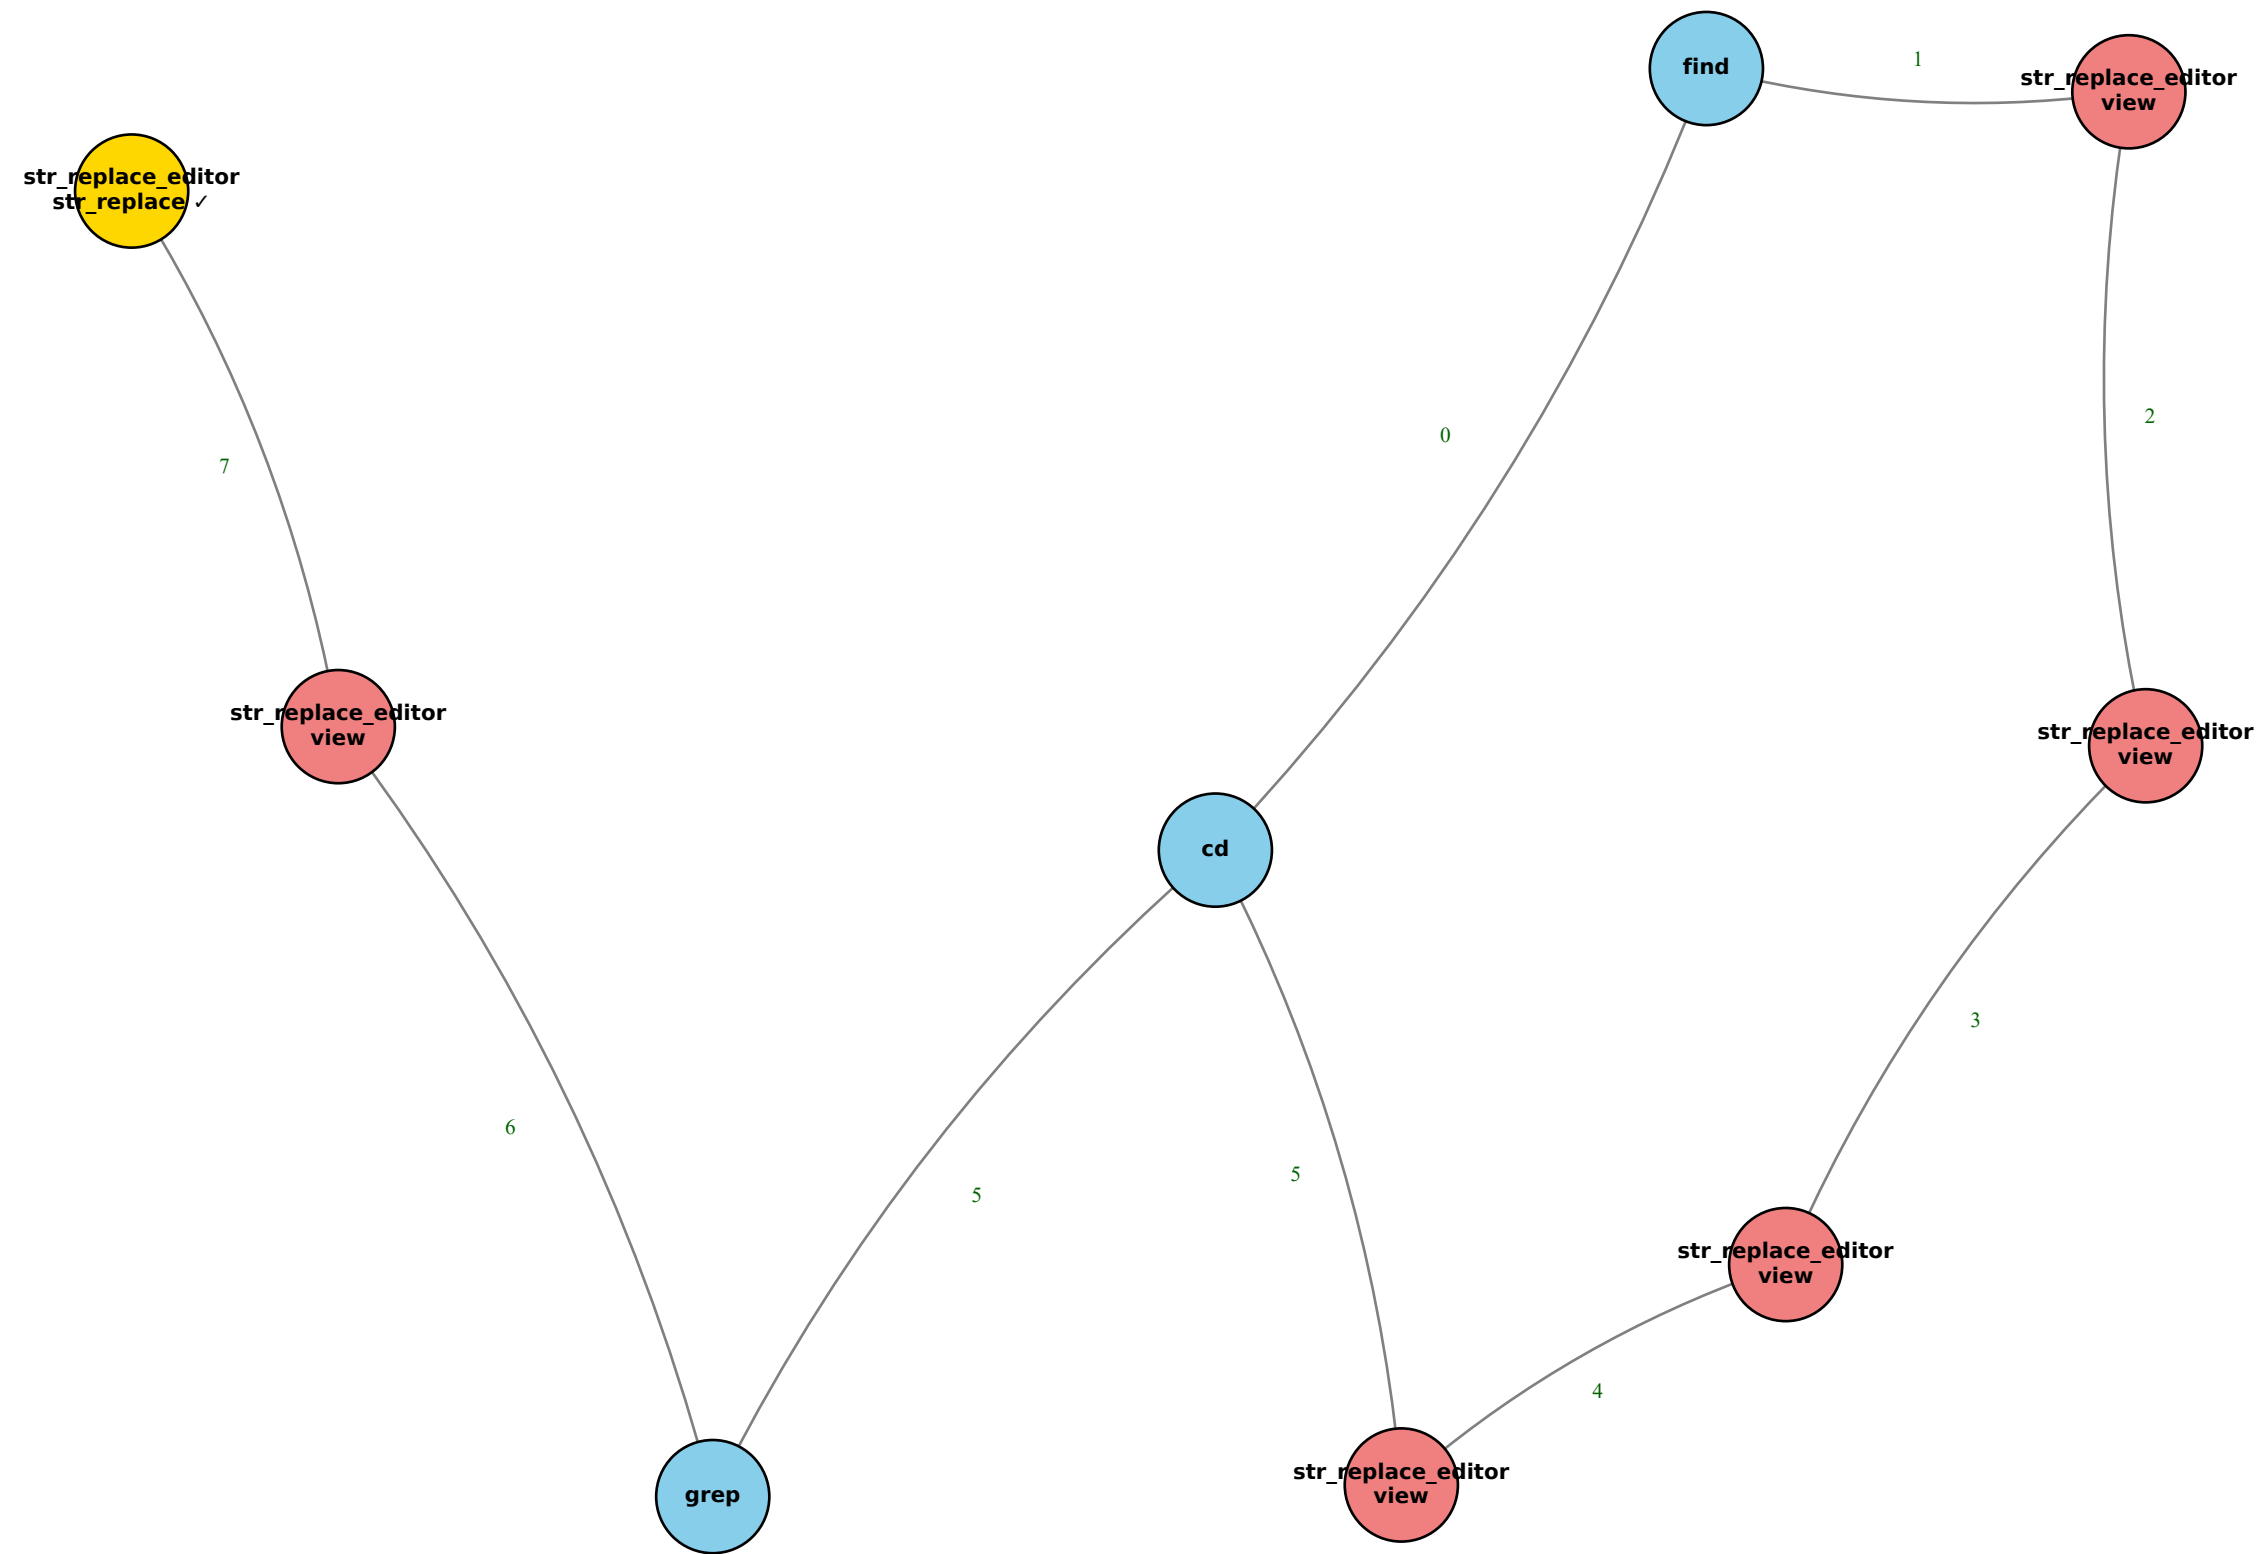 find
1
str_replace_editor
view
str_replace_editor
str_replace ✓
2
0
7
str_replace_editor
view
str_replace_editor
view
cd
3
6
5
5
str_replace_editor
view
4
grep
str_replace_editor
view